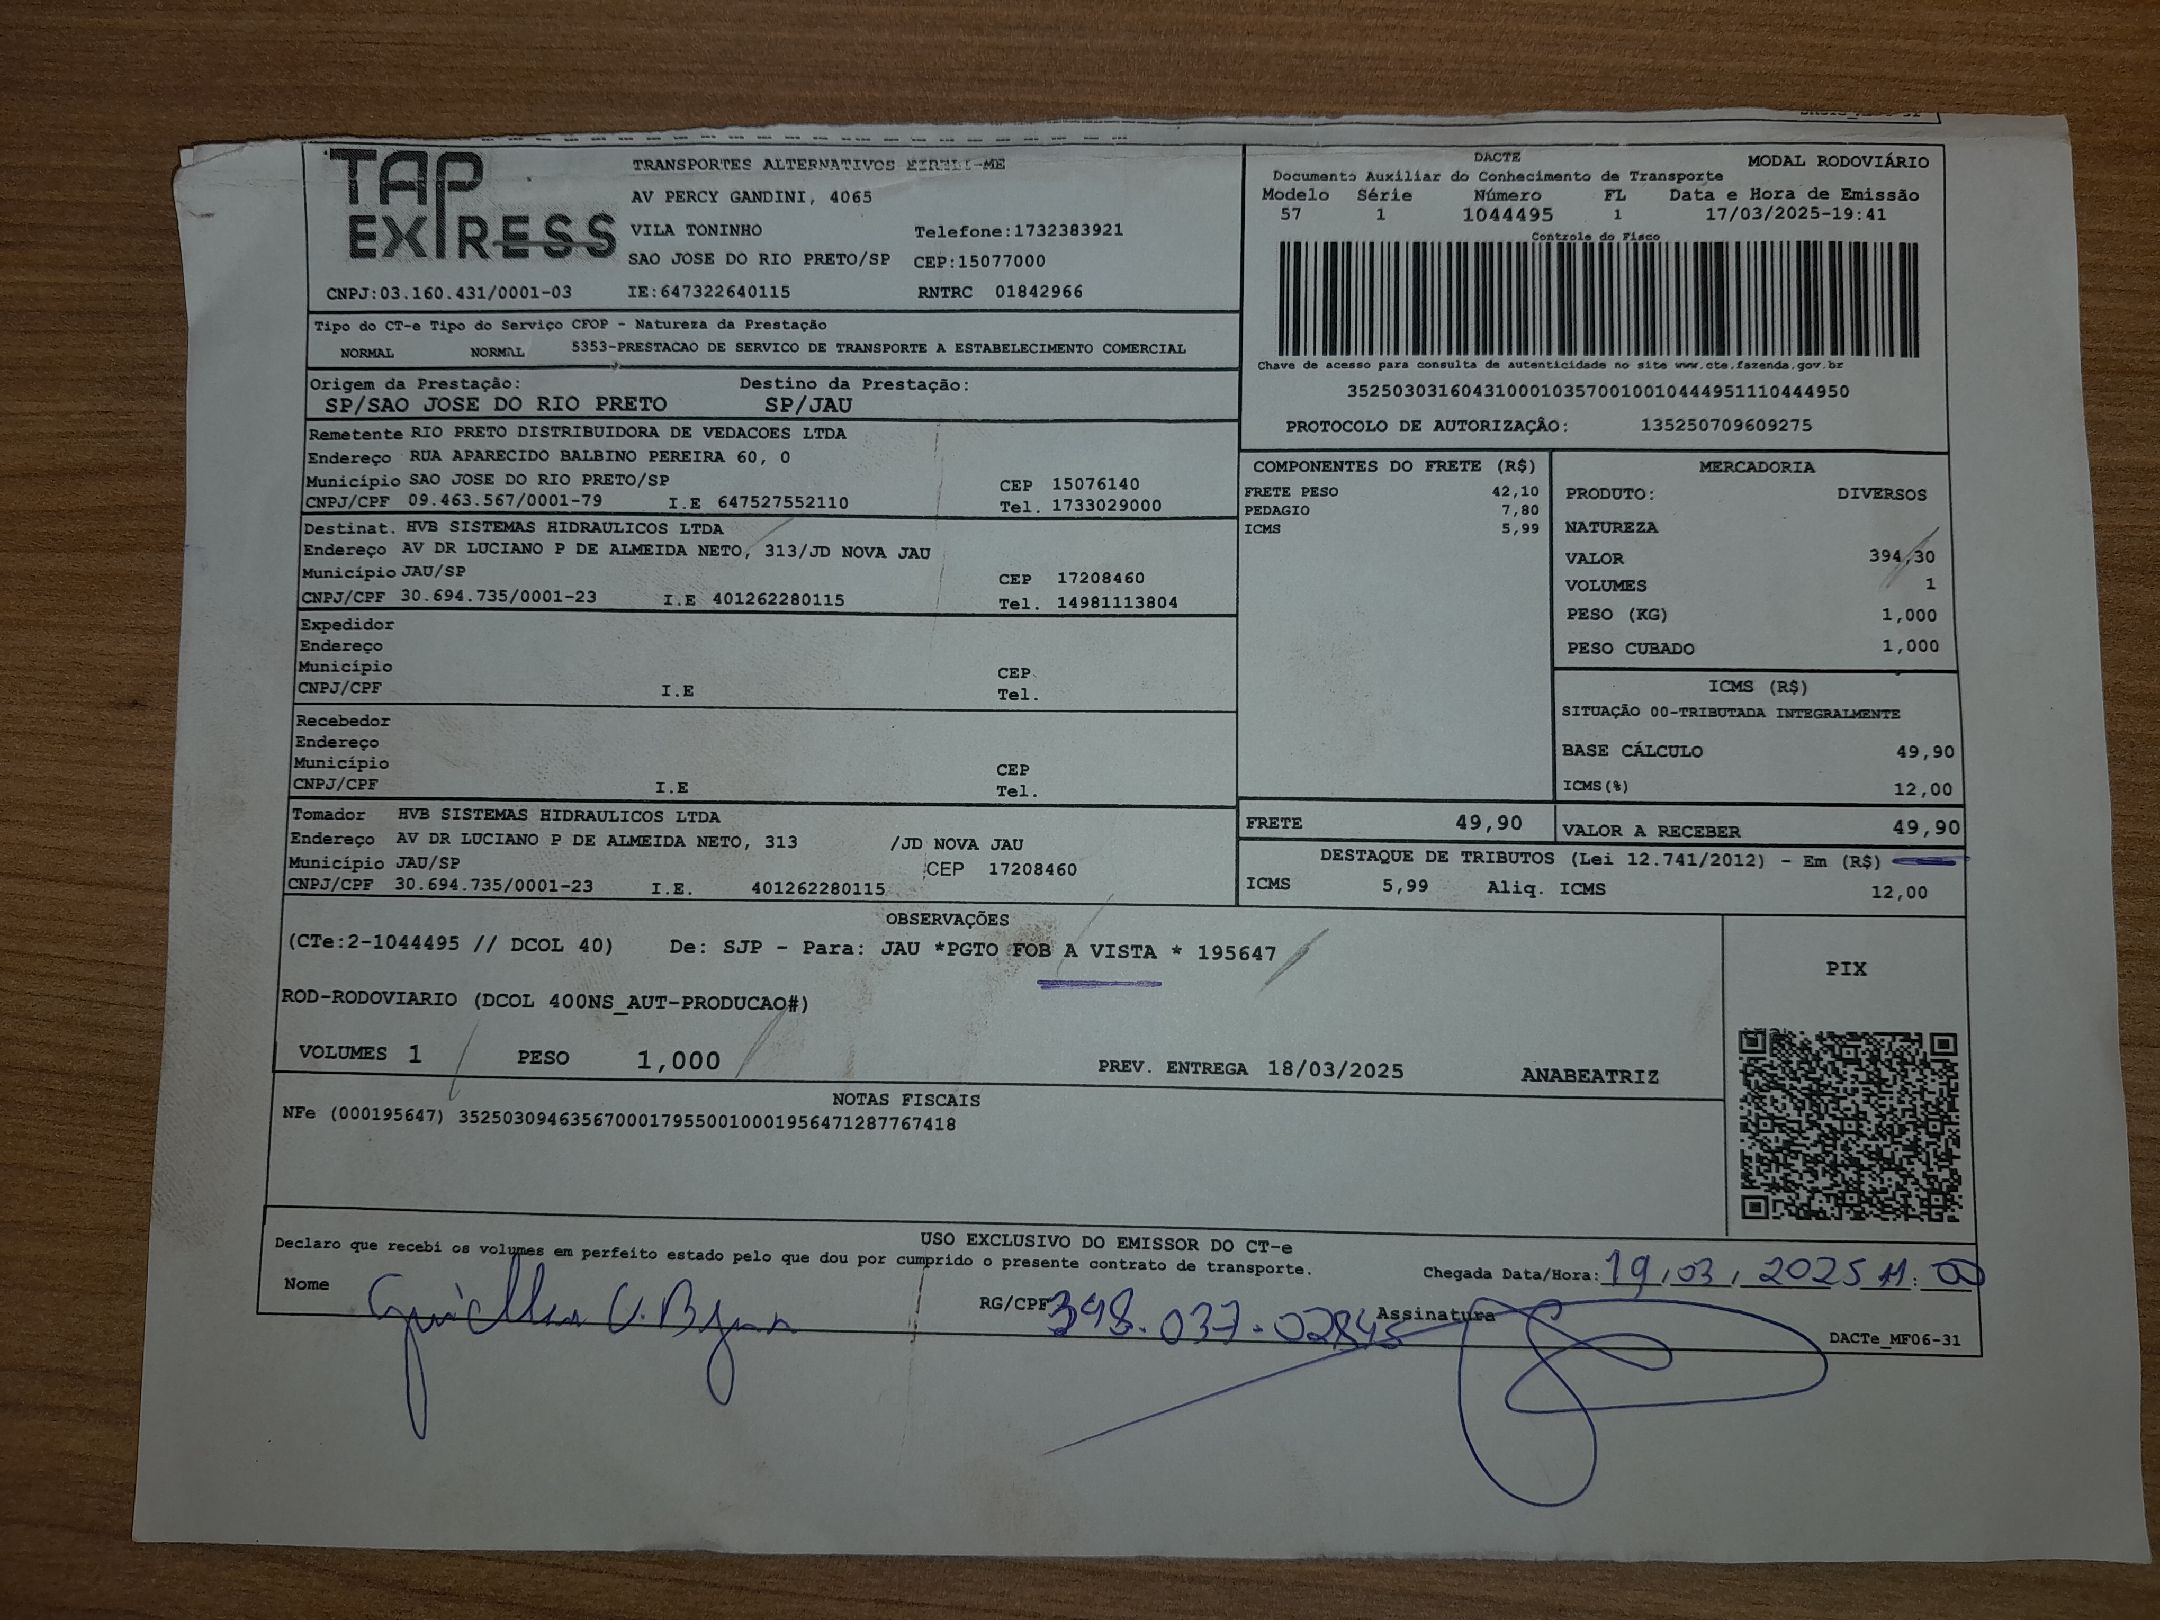 TAP EXPRESS
TRANSPORTES ALTERNATIVOS EIRELI-ME
AV PERCY GANDINI, 4065
VILA TONINHO Telefone:1732383921
SAO JOSE DO RIO PRETO/SP CEP:15077000
CNPJ:03.160.431/0001-03 IE:647322640115 RNTRC 01842966
DACTE MODAL RODOVIÁRIO
Documento Auxiliar do Conhecimento de Transporte
Modelo Série Número FL Data e Hora de Emissão
57 1 1044495 1 17/03/2025-19:41
Controle do Fisco
Chave de acesso para consulta de autenticidade no site www.cte.fazenda.gov.br
35250303160431000103570010010444951110444950
PROTOCOLO DE AUTORIZAÇÂO: 135250709609275
Tipo do CT-e Tipo do Serviço CFOP - Natureza da Prestação
NORMAL NORMAL 5353-PRESTACAO DE SERVICO DE TRANSPORTE A ESTABELECIMENTO COMERCIAL
Origem da Prestação: Destino da Prestação:
SP/SAO JOSE DO RIO PRETO SP/JAU
Remetente RIO PRETO DISTRIBUIDORA DE VEDACOES LTDA
Endereço RUA APARECIDO BALBINO PEREIRA 60, 0
Município SAO JOSE DO RIO PRETO/SP CEP 15076140
CNPJ/CPF 09.463.567/0001-79 I.E 647527552110 Tel. 1733029000
Destinat. HVB SISTEMAS HIDRAULICOS LTDA
Endereço AV DR LUCIANO P DE ALMEIDA NETO, 313/JD NOVA JAU
Município JAU/SP CEP 17208460
CNPJ/CPF 30.694.735/0001-23 I.E 401262280115 Tel. 14981113804
Expedidor
Endereço
Município CEP
CNPJ/CPF I.E Tel.
Recebedor
Endereço
Município CEP
CNPJ/CPF I.E Tel.
Tomador HVB SISTEMAS HIDRAULICOS LTDA
Endereço AV DR LUCIANO P DE ALMEIDA NETO, 313 /JD NOVA JAU
Município JAU/SP CEP 17208460
CNPJ/CPF 30.694.735/0001-23 I.E. 401262280115
COMPONENTES DO FRETE (R$)
FRETE PESO 42,10
PEDAGIO 7,80
ICMS 5,99
MERCADORIA
PRODUTO: DIVERSOS
NATUREZA
VALOR 394,30
VOLUMES 1
PESO (KG) 1,000
PESO CUBADO 1,000
ICMS (R$)
SITUAÇÃO 00-TRIBUTADA INTEGRALMENTE
BASE CÁLCULO 49,90
ICMS(%) 12,00
FRETE 49,90 VALOR A RECEBER 49,90
DESTAQUE DE TRIBUTOS (Lei 12.741/2012) - Em (R$)
ICMS 5,99 Aliq. ICMS 12,00
OBSERVAÇÕES
(CTe:2-1044495 // DCOL 40) De: SJP - Para: JAU *PGTO FOB A VISTA * 195647
ROD-RODOVIARIO (DCOL 400NS_AUT-PRODUCAO#)
VOLUMES 1 PESO 1,000 PREV. ENTREGA 18/03/2025 ANABEATRIZ
PIX
NOTAS FISCAIS
NFe (000195647) 35250309463567000179550010001956471287767418
USO EXCLUSIVO DO EMISSOR DO CT-e
Declaro que recebi os volumes em perfeito estado pelo que dou por cumprido o presente contrato de transporte.
Chegada Data/Hora: 19/03/2025 11:00
Nome RG/CPF 398.037.02845 Assinatura
DACTe_MF06-31